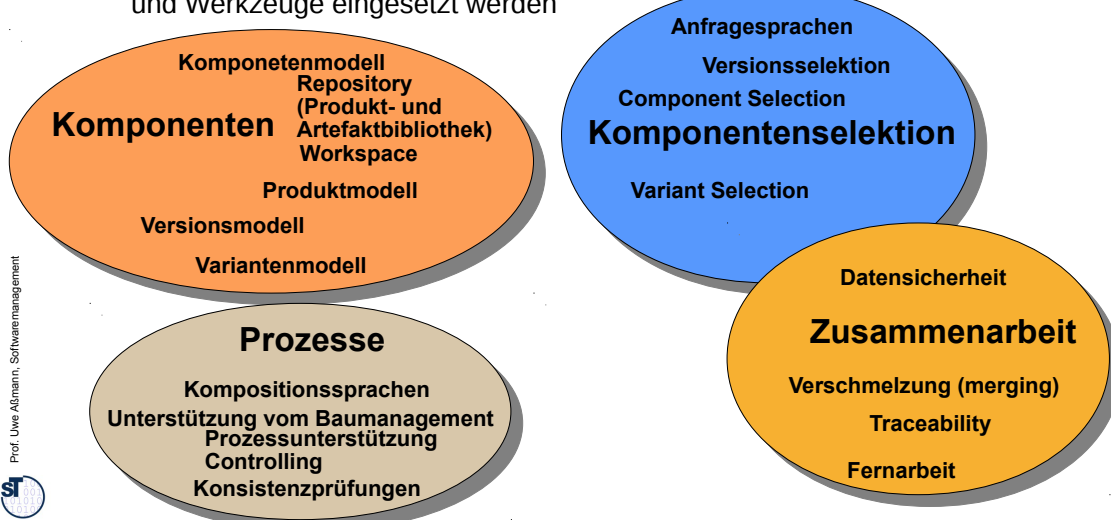 und Werkzeuge eingesetzt werden
Komponetenmodell
Repository
(Produkt- und
Artefaktbibliothek)
Workspace
Komponenten
Produktmodell
Versionsmodell
Variantenmodell
Anfragesprachen
Versionsselektion
Component Selection
Komponentenselektion
Variant Selection
Prozesse
Kompositionssprachen
Unterstützung vom Baumanagement
Prozessunterstützung
Controlling
Konsistenzprüfungen
Datensicherheit
Zusammenarbeit
Verschmelzung (merging)
Traceability
Fernarbeit
Prof. Uwe Aßmann, Softwaremanagement
ST